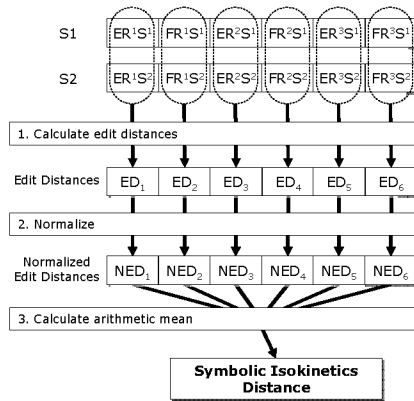 S1 ER¹S¹ FR¹S¹ ER²S¹ FR²S¹ ER³S¹ FR³S¹
S2 ER¹S² FR¹S² ER²S² FR²S² ER³S² FR³S²
1. Calculate edit distances
Edit Distances ED₁ ED₂ ED₃ ED₄ ED₅ ED₆
2. Normalize
Normalized
Edit Distances NED₁ NED₂ NED₃ NED₄ NED₅ NED₆
3. Calculate arithmetic mean
Symbolic Isokinetics
Distance